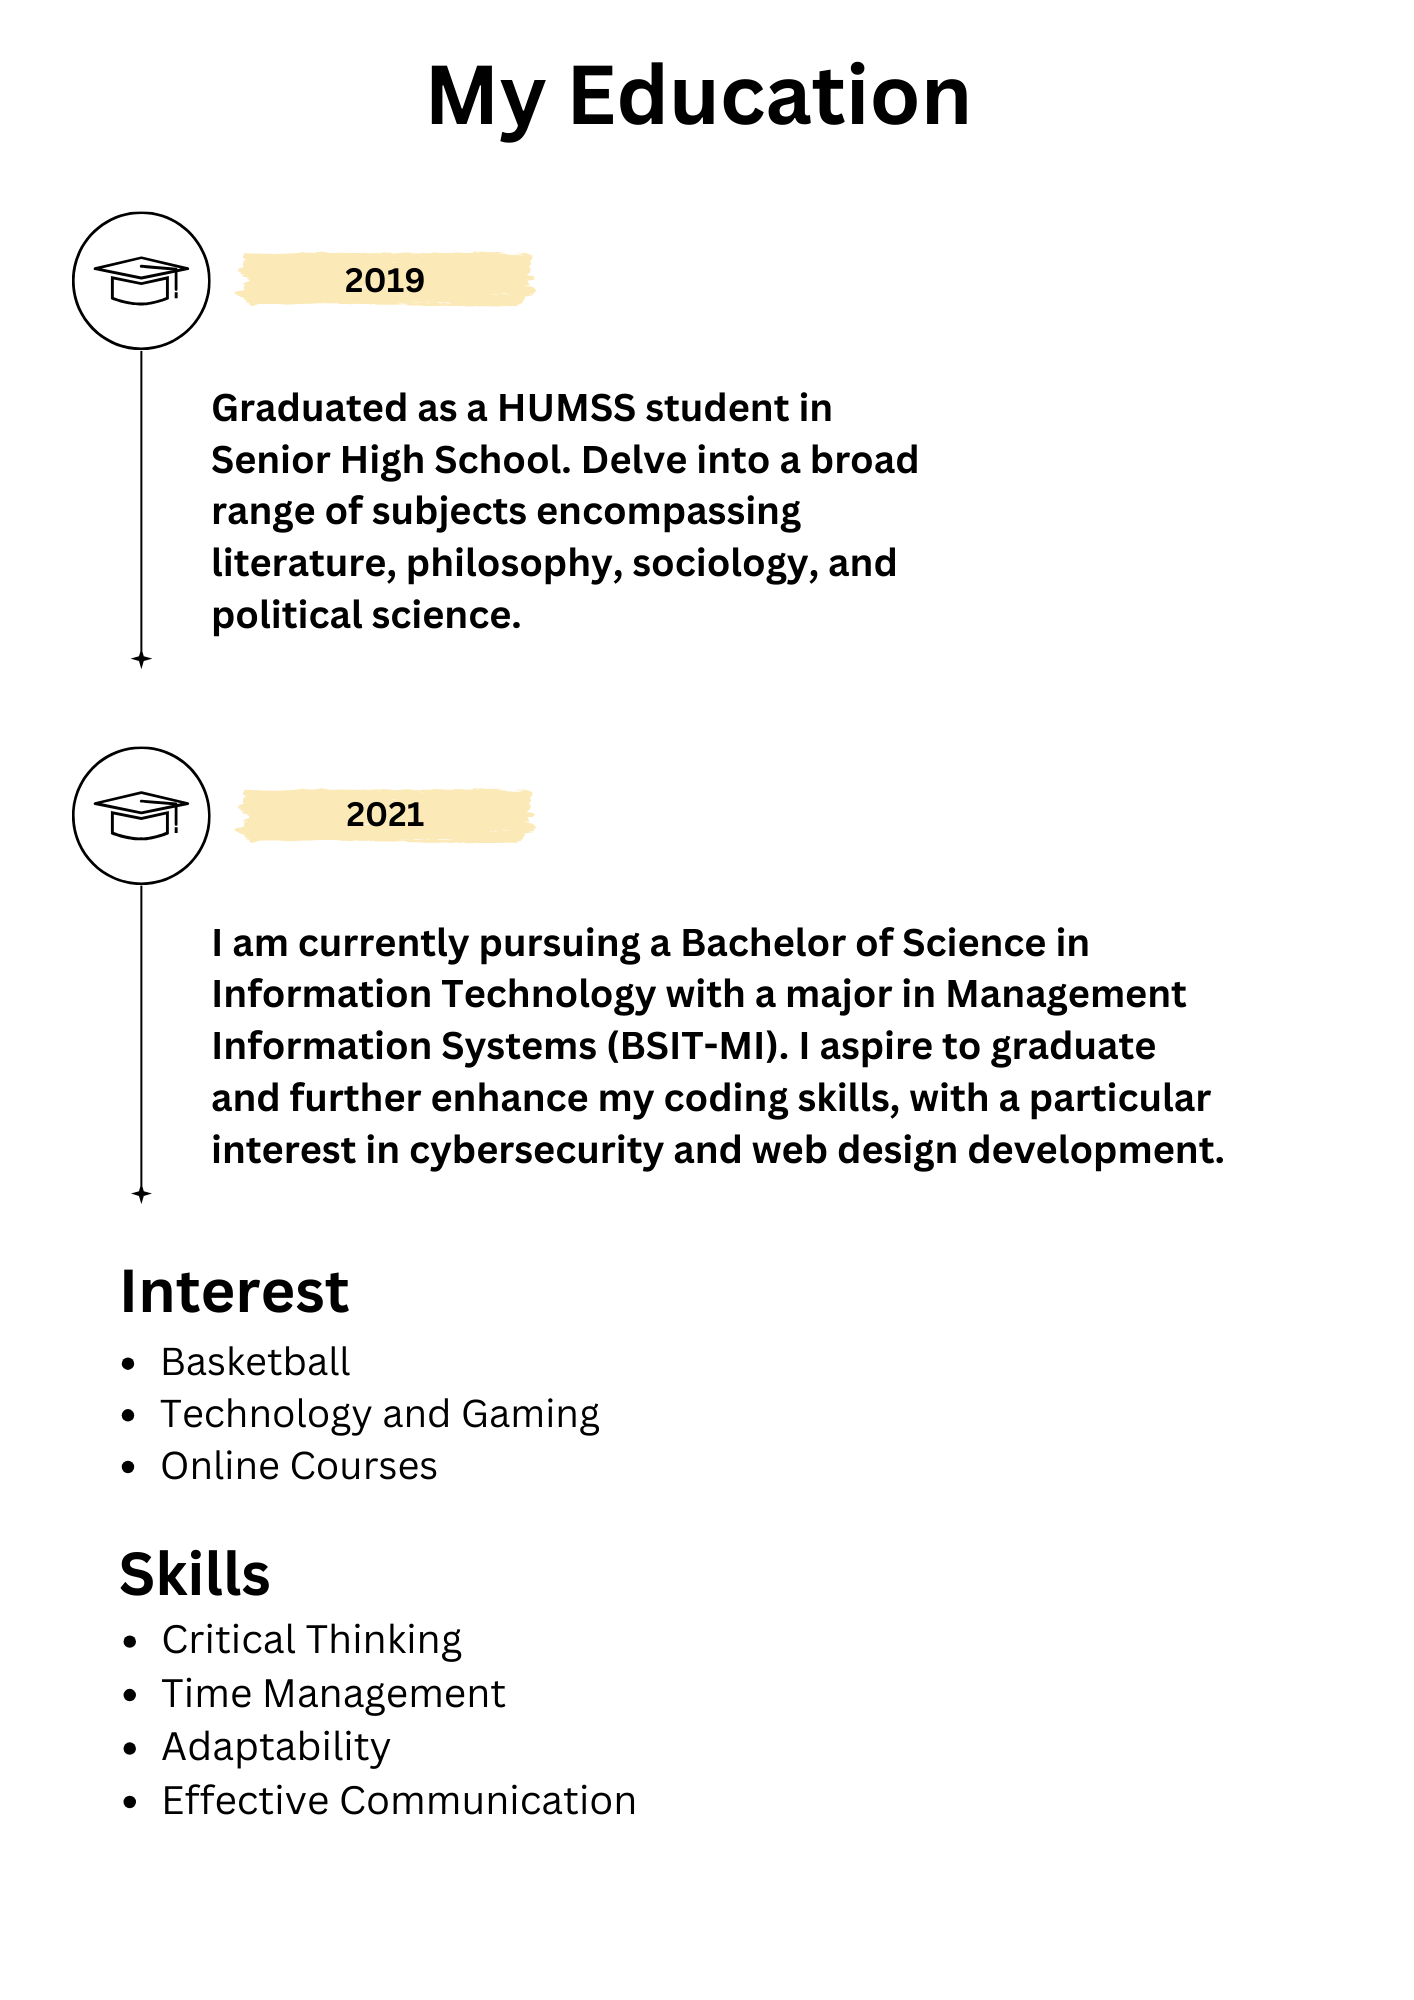 My Education
2019
Graduated as a HUMSS student in
Senior High School. Delve into a broad
range of subjects encompassing
literature, philosophy, sociology, and
political science.
2021
I am currently pursuing a Bachelor of Science in
Information Technology with a major in Management
Information Systems (BSIT-MI). I aspire to graduate
and further enhance my coding skills, with a particular
interest in cybersecurity and web design development.
Interest
• Basketball
• Technology and Gaming
• Online Courses
Skills
• Critical Thinking
• Time Management
• Adaptability
• Effective Communication